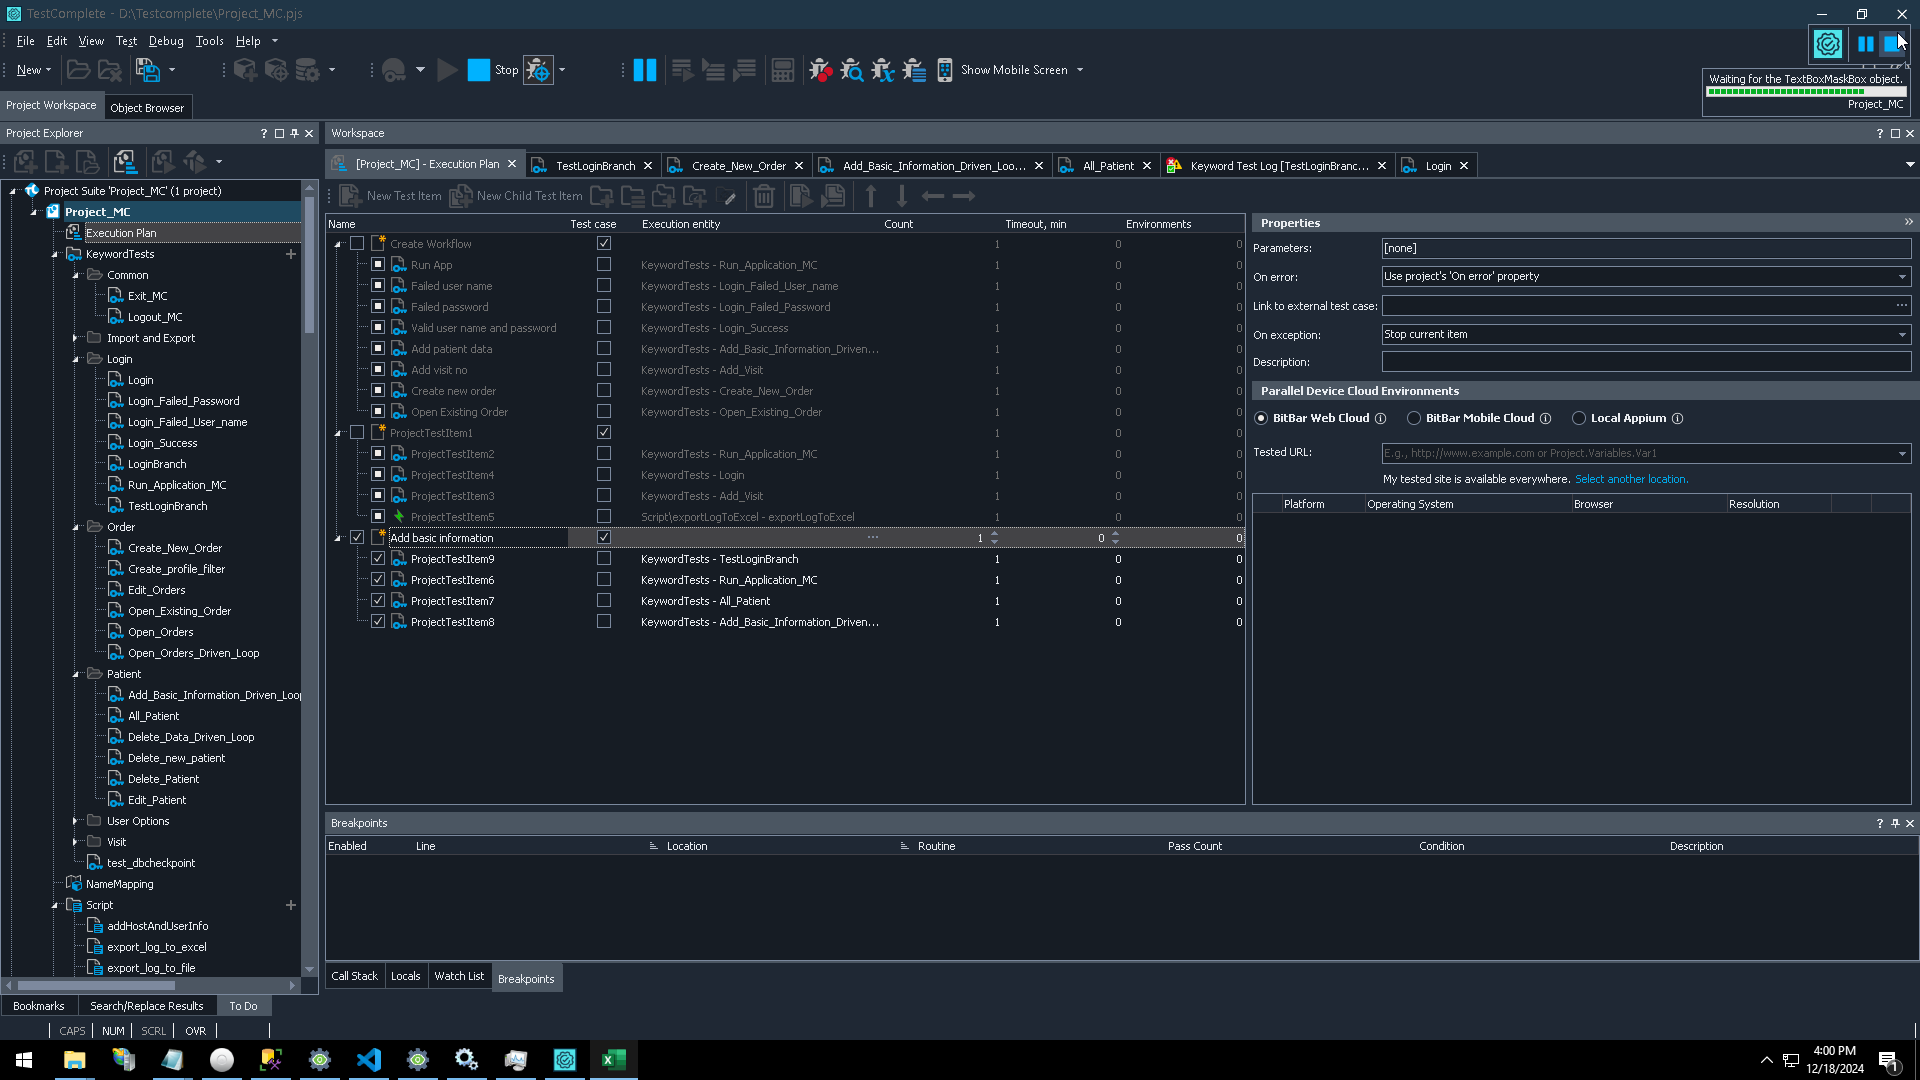 TestComplete - D:\Testcomplete\Project_MC.pjs
File Edit View Test Debug Tools Help
New Stop Show Mobile Screen
Waiting for the TextBoxMaskBox object.
Project_MC
Project Workspace Object Browser
Project Explorer ? Workspace ?
[Project_MC] - Execution Plan TestLoginBranch Create_New_Order Add_Basic_Information_Driven_Loo... All_Patient Keyword Test Log [TestLoginBranc... Login
Project Suite 'Project_MC' (1 project)
Project_MC
Execution Plan
KeywordTests
Common
Exit_MC
Logout_MC
Import and Export
Login
Login
Login_Failed_Password
Login_Failed_User_name
Login_Success
LoginBranch
Run_Application_MC
TestLoginBranch
Order
Create_New_Order
Create_profile_filter
Edit_Orders
Open_Existing_Order
Open_Orders
Open_Orders_Driven_Loop
Patient
Add_Basic_Information_Driven_Loop
All_Patient
Delete_Data_Driven_Loop
Delete_new_patient
Delete_Patient
Edit_Patient
User Options
Visit
test_dbcheckpoint
NameMapping
Script
addHostAndUserInfo
export_log_to_excel
export_log_to_file
New Test Item New Child Test Item
Name Test case Execution entity Count Timeout, min Environments
Create Workflow 1 0 0
Run App KeywordTests - Run_Application_MC 1 0 0
Failed user name KeywordTests - Login_Failed_User_name 1 0 0
Failed password KeywordTests - Login_Failed_Password 1 0 0
Valid user name and password KeywordTests - Login_Success 1 0 0
Add patient data KeywordTests - Add_Basic_Information_Driven... 1 0 0
Add visit no KeywordTests - Add_Visit 1 0 0
Create new order KeywordTests - Create_New_Order 1 0 0
Open Existing Order KeywordTests - Open_Existing_Order 1 0 0
ProjectTestItem1 1 0 0
ProjectTestItem2 KeywordTests - Run_Application_MC 1 0 0
ProjectTestItem4 KeywordTests - Login 1 0 0
ProjectTestItem3 KeywordTests - Add_Visit 1 0 0
ProjectTestItem5 Script\exportLogToExcel - exportLogToExcel 1 0 0
Add basic information ... 1 0 0
ProjectTestItem9 KeywordTests - TestLoginBranch 1 0 0
ProjectTestItem6 KeywordTests - Run_Application_MC 1 0 0
ProjectTestItem7 KeywordTests - All_Patient 1 0 0
ProjectTestItem8 KeywordTests - Add_Basic_Information_Driven... 1 0 0
Properties
Parameters: [none]
On error: Use project's 'On error' property
Link to external test case: ...
On exception: Stop current item
Description:
Parallel Device Cloud Environments
BitBar Web Cloud BitBar Mobile Cloud Local Appium
Tested URL: E.g., http://www.example.com or Project.Variables.Var1
My tested site is available everywhere. Select another location.
Platform Operating System Browser Resolution
Breakpoints ?
Enabled Line Location Routine Pass Count Condition Description
Call Stack Locals Watch List Breakpoints
Bookmarks Search/Replace Results To Do
CAPS NUM SCRL OVR
4:00 PM
12/18/2024
1